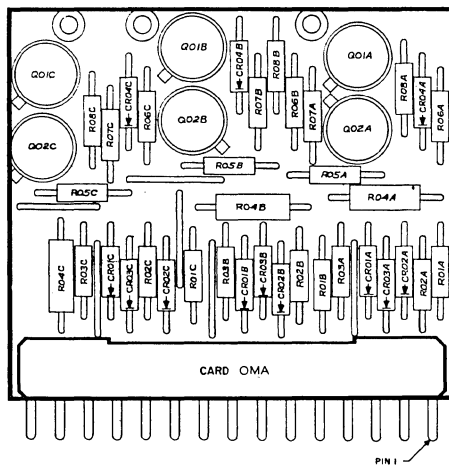 Q01C
Q01B
Q01A
CR04B
R08B
R07B
R06B
R07A
R08A
CR04A
R06A
R08C
R07C
CR04C
R06C
Q02C
Q02B
Q02A
R05B
R05A
R05C
R04B
R04A
R04C
R03C
CR01C
CR03C
R02C
CR02C
R01C
R03B
CR01B
CR03B
CR02B
R02B
R01B
R03A
CR01A
CR03A
CR02A
R02A
R01A
CARD OMA
PIN 1